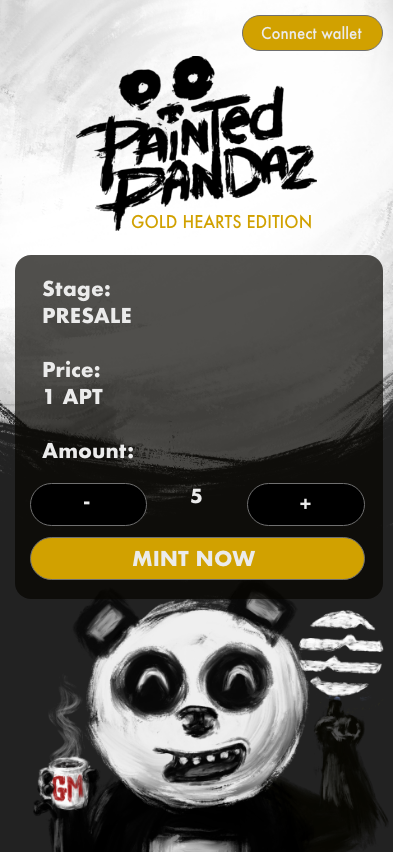 Connect wallet
PAINTed
PANDAZ
GOLD HEARTS EDITION
Stage:
PRESALE
Price:
1 APT
Amount:
- 5 +
MINT NOW
GM